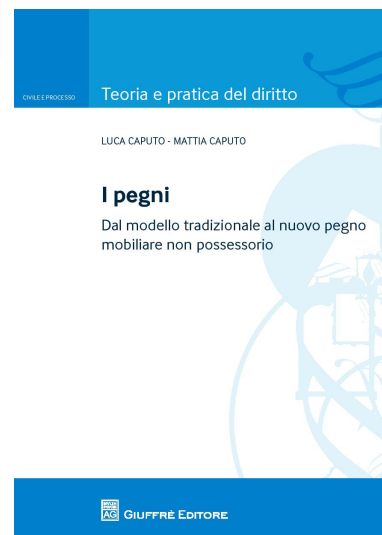 CIVILE E PROCESSO
Teoria e pratica del diritto
LUCA CAPUTO - MATTIA CAPUTO
I pegni
Dal modello tradizionale al nuovo pegno
mobiliare non possessorio
AG GIUFFRÈ EDITORE